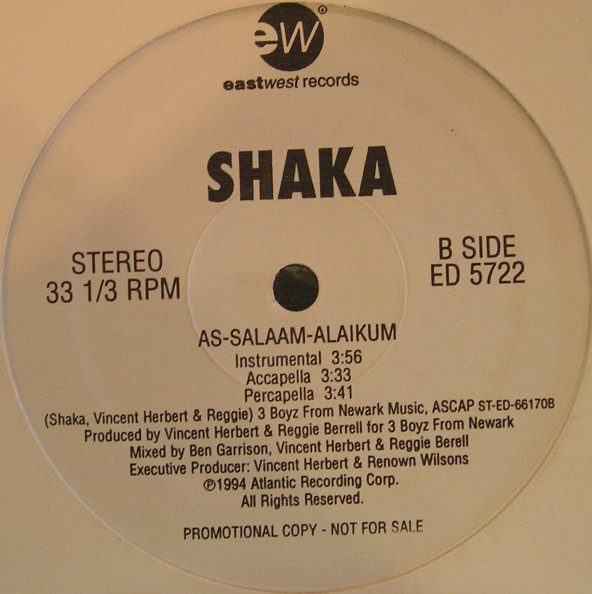 ew®
eastwest records
SHAKA
STEREO
33 1/3 RPM
B SIDE
ED 5722
AS-SALAAM-ALAIKUM
Instrumental 3:56
Accapella 3:33
Percapella 3:41
(Shaka, Vincent Herbert & Reggie) 3 Boyz From Newark Music, ASCAP ST-ED-66170B
Produced by Vincent Herbert & Reggie Berrell for 3 Boyz From Newark
Mixed by Ben Garrison, Vincent Herbert & Reggie Berell
Executive Producer: Vincent Herbert & Renown Wilsons
℗1994 Atlantic Recording Corp.
All Rights Reserved.
PROMOTIONAL COPY - NOT FOR SALE